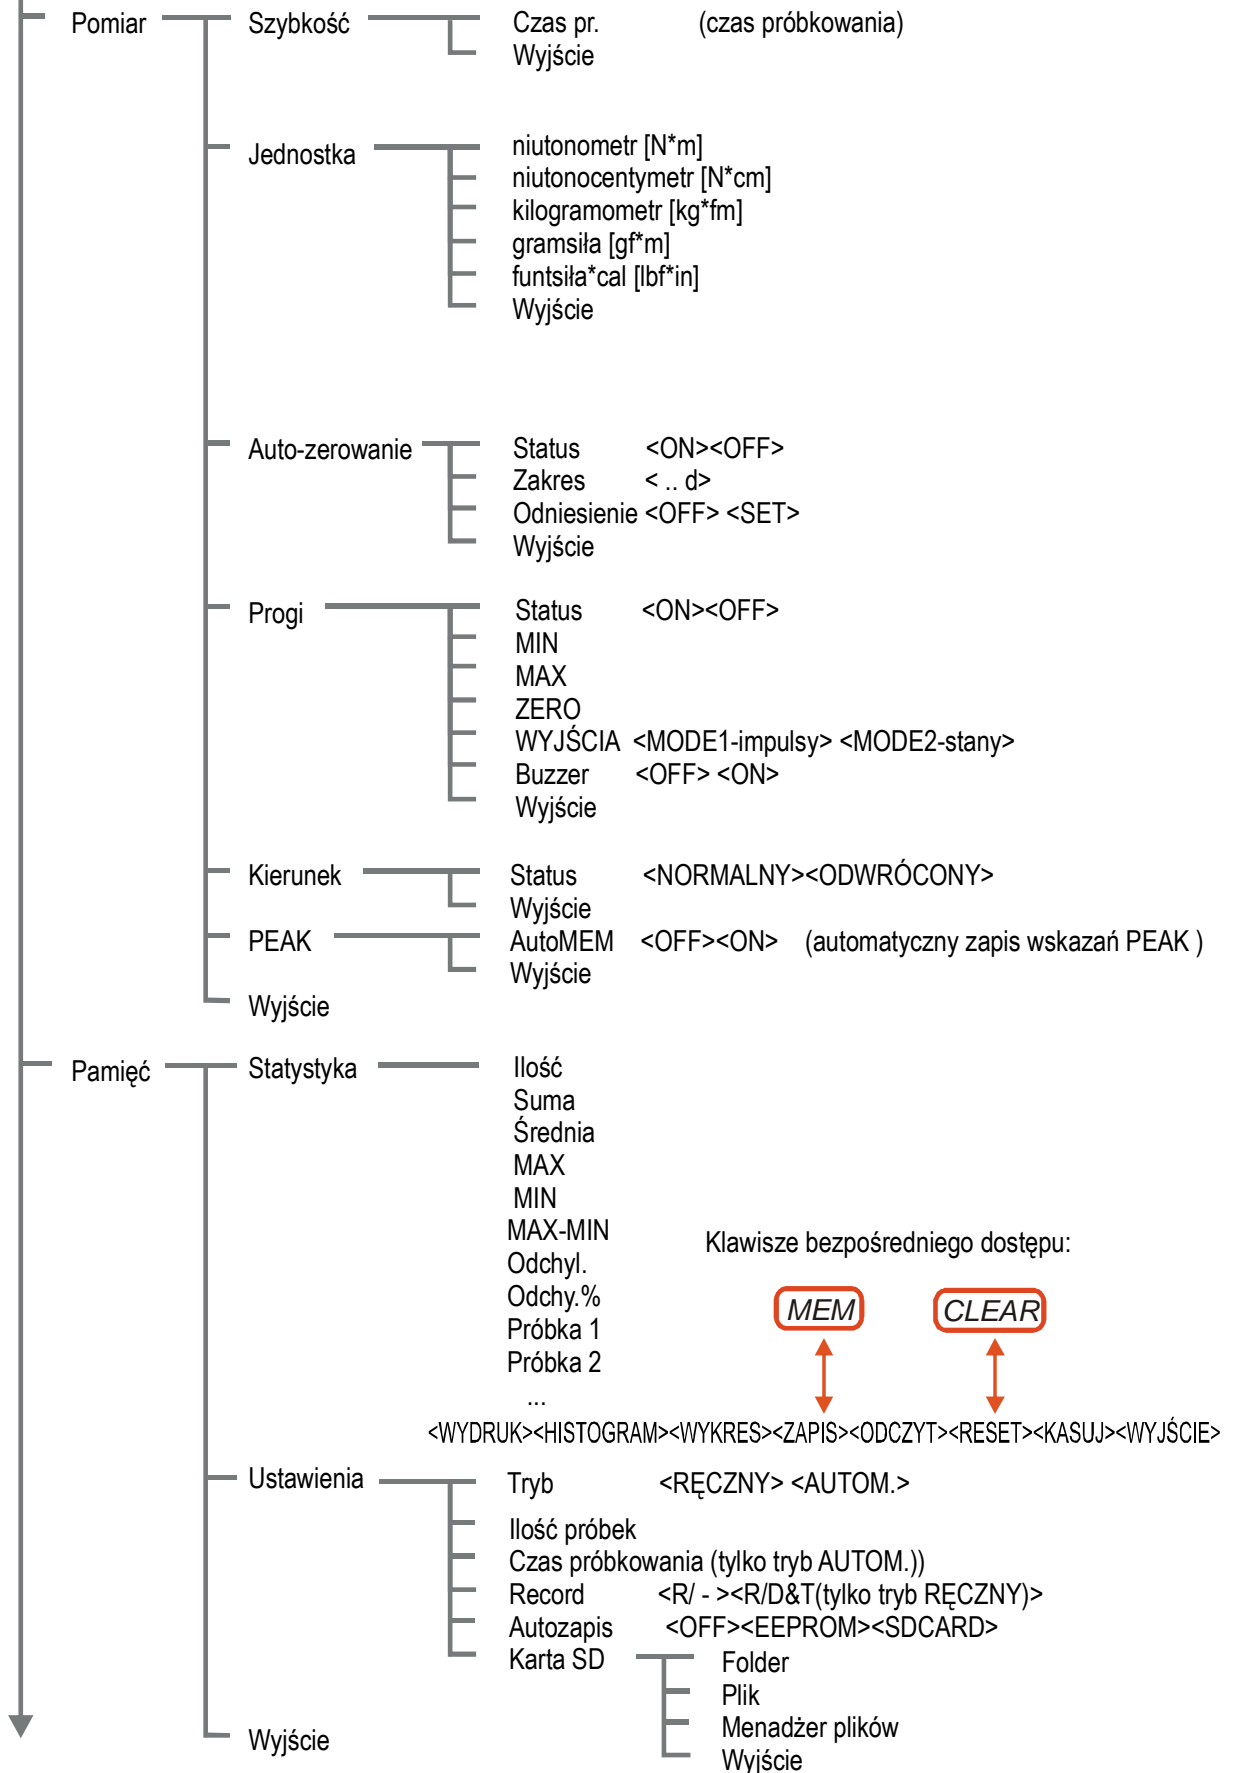 Pomiar Szybkość Czas pr. (czas próbkowania)
Wyjście
Jednostka niutonometr [N*m]
niutonocentymetr [N*cm]
kilogramometr [kg*fm]
gramsiła [gf*m]
funtsiła*cal [lbf*in]
Wyjście
Auto-zerowanie Status <ON><OFF>
Zakres < .. d>
Odniesienie <OFF> <SET>
Wyjście
Progi Status <ON><OFF>
MIN
MAX
ZERO
WYJŚCIA <MODE1-impulsy> <MODE2-stany>
Buzzer <OFF> <ON>
Wyjście
Kierunek Status <NORMALNY><ODWRÓCONY>
Wyjście
PEAK AutoMEM <OFF><ON> (automatyczny zapis wskazań PEAK )
Wyjście
Wyjście
Pamięć Statystyka Ilość
Suma
Średnia
MAX
MIN
MAX-MIN
Odchyl.
Odchy.%
Próbka 1
Próbka 2
...
Klawisze bezpośredniego dostępu:
MEM CLEAR
<WYDRUK><HISTOGRAM><WYKRES><ZAPIS><ODCZYT><RESET><KASUJ><WYJŚCIE>
Ustawienia Tryb <RĘCZNY> <AUTOM.>
Ilość próbek
Czas próbkowania (tylko tryb AUTOM.))
Record <R/ - ><R/D&T(tylko tryb RĘCZNY)>
Autozapis <OFF><EEPROM><SDCARD>
Karta SD Folder
Plik
Menadżer plików
Wyjście
Wyjście